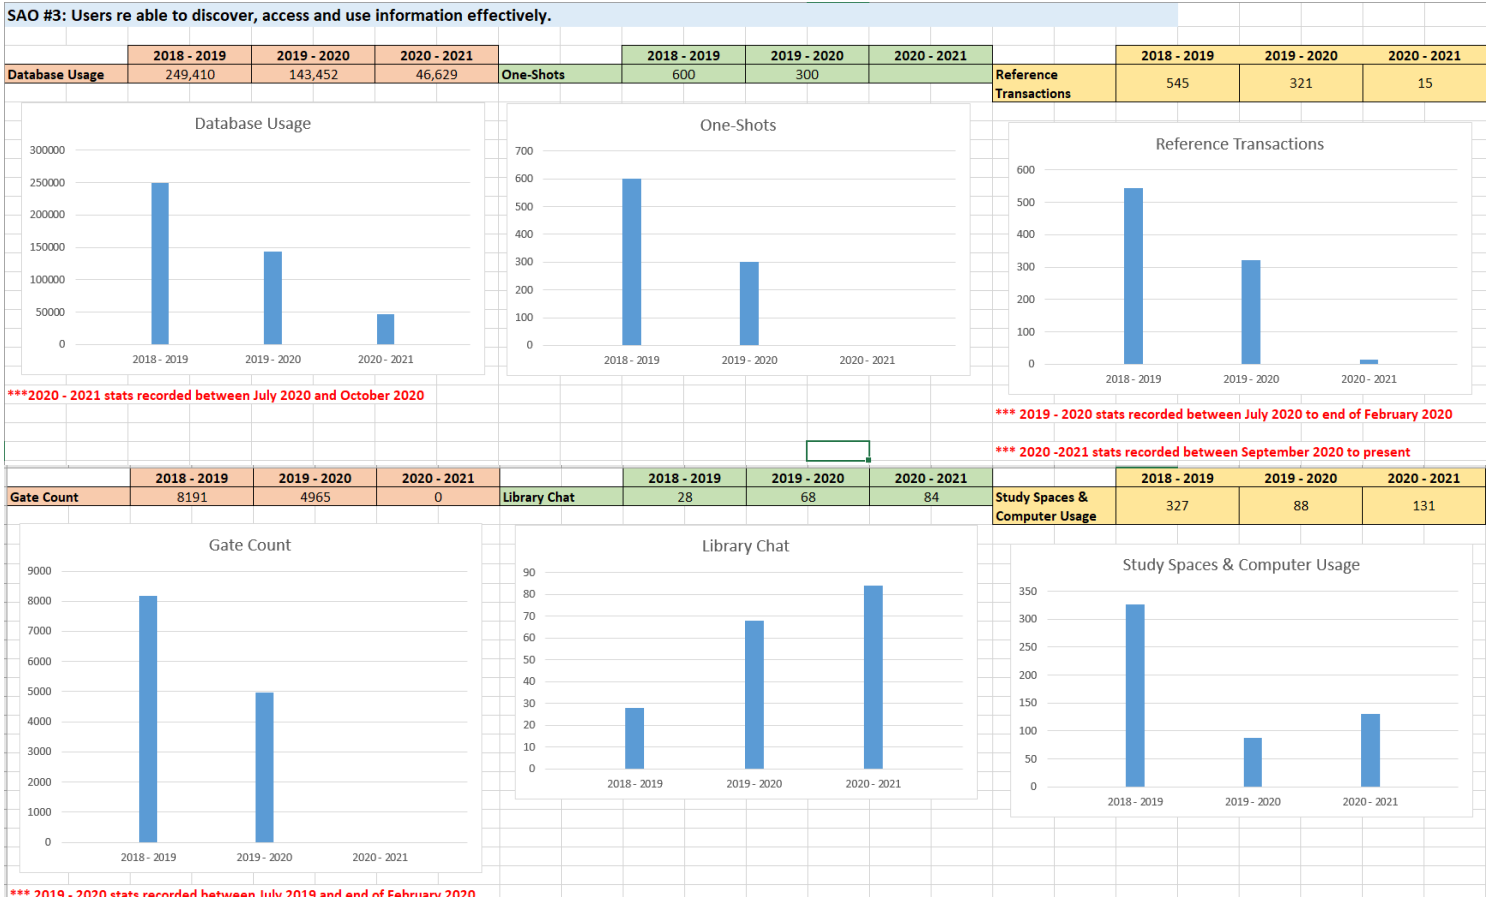 SAO #3: Users re able to discover, access and use information effectively.
2018 - 2019 2019 - 2020 2020 - 2021
Database Usage 249,410 143,452 46,629
2018 - 2019 2019 - 2020 2020 - 2021
One-Shots 600 300
2018 - 2019 2019 - 2020 2020 - 2021
Reference
Transactions
545 321 15
Database Usage
300000
250000
200000
150000
100000
50000
0
2018 - 2019 2019 - 2020 2020 - 2021
***2020 - 2021 stats recorded between July 2020 and October 2020
One-Shots
700
600
500
400
300
200
100
0
2018 - 2019 2019 - 2020 2020 - 2021
Reference Transactions
600
500
400
300
200
100
0
2018 - 2019 2019 - 2020 2020 - 2021
*** 2019 - 2020 stats recorded between July 2020 to end of February 2020
*** 2020 -2021 stats recorded between September 2020 to present
2018 - 2019 2019 - 2020 2020 - 2021
Gate Count 8191 4965 0
2018 - 2019 2019 - 2020 2020 - 2021
Library Chat 28 68 84
2018 - 2019 2019 - 2020 2020 - 2021
Study Spaces &
Computer Usage
327 88 131
Gate Count
9000
8000
7000
6000
5000
4000
3000
2000
1000
0
2018 - 2019 2019 - 2020 2020 - 2021
*** 2019 - 2020 stats recorded between July 2019 and end of February 2020
Library Chat
90
80
70
60
50
40
30
20
10
0
2018 - 2019 2019 - 2020 2020 - 2021
Study Spaces & Computer Usage
350
300
250
200
150
100
50
0
2018 - 2019 2019 - 2020 2020 - 2021